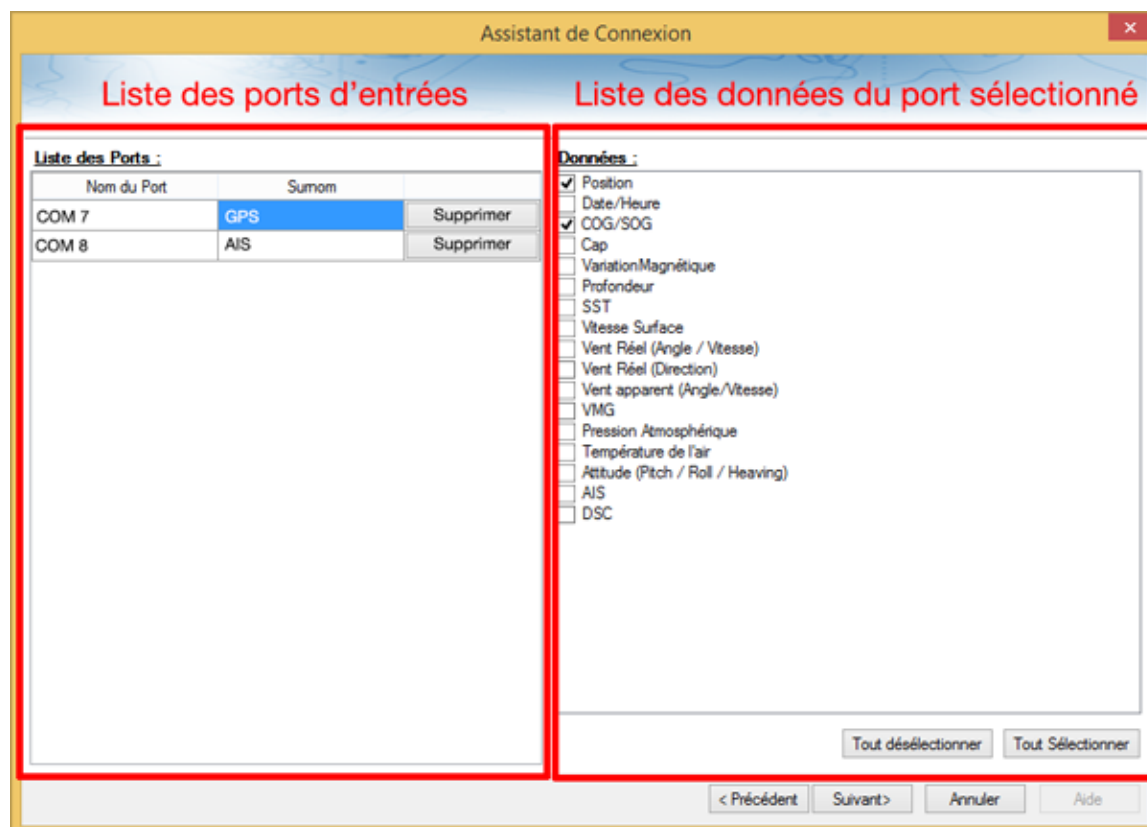 Assistant de Connexion
Liste des ports d'entrées
Liste des données du port sélectionné
Liste des Ports :
Nom du Port Surnom
COM 7 GPS Supprimer
COM 8 AIS Supprimer
Données :
Position
Date/Heure
COG/SOG
Cap
VariationMagnétique
Profondeur
SST
Vitesse Surface
Vent Réel (Angle / Vitesse)
Vent Réel (Direction)
Vent apparent (Angle/Vitesse)
VMG
Pression Atmosphérique
Température de l'air
Attitude (Pitch / Roll / Heaving)
AIS
DSC
Tout désélectionner Tout Sélectionner
< Précédent Suivant> Annuler Aide